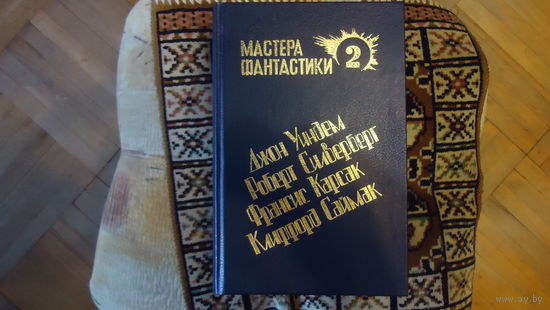 МАСТЕРА
ФАНТАСТИКИ
2
Джон Уиндем
Роберт Силверберг
Франсис Карсак
Клиффорд Саймак
www.ay.by